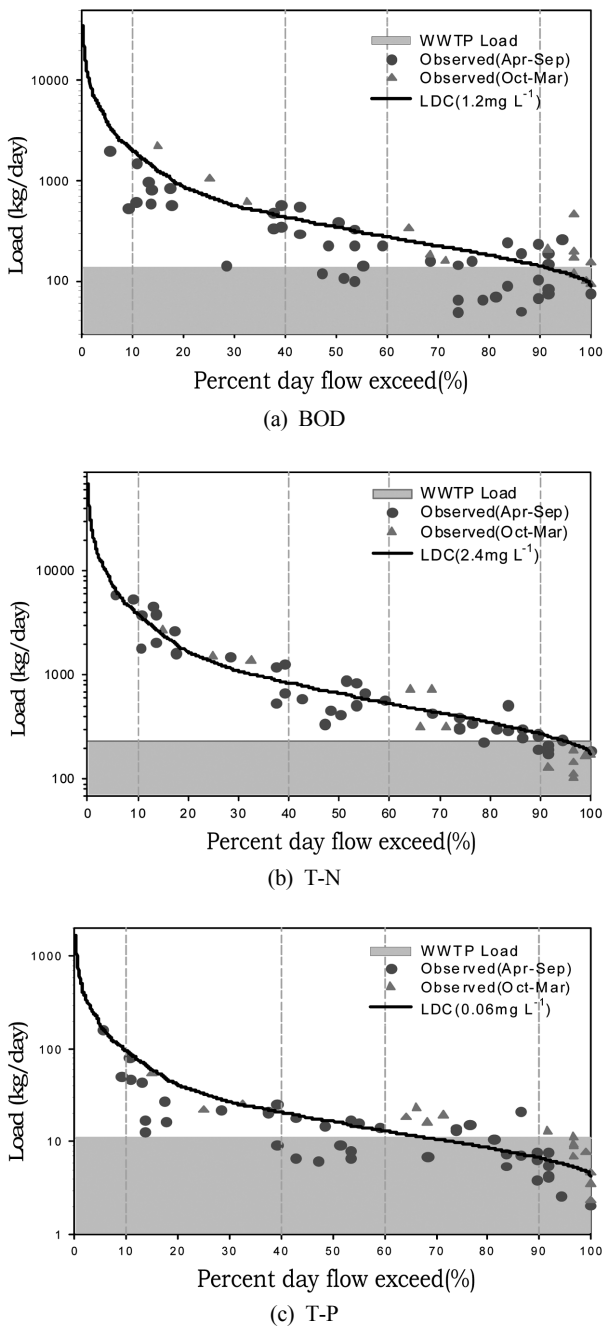 WWTP Load
Observed(Apr-Sep)
Observed(Oct-Mar)
LDC(1.2mg L-1)
Load (kg/day)
10000
1000
100
0 10 20 30 40 50 60 70 80 90 100
Percent day flow exceed(%)
(a) BOD
WWTP Load
Observed(Apr-Sep)
Observed(Oct-Mar)
LDC(2.4mg L-1)
Load (kg/day)
10000
1000
100
0 10 20 30 40 50 60 70 80 90 100
Percent day flow exceed(%)
(b) T-N
WWTP Load
Observed(Apr-Sep)
Observed(Oct-Mar)
LDC(0.06mg L-1)
Load (kg/day)
1000
100
10
1
0 10 20 30 40 50 60 70 80 90 100
Percent day flow exceed(%)
(c) T-P